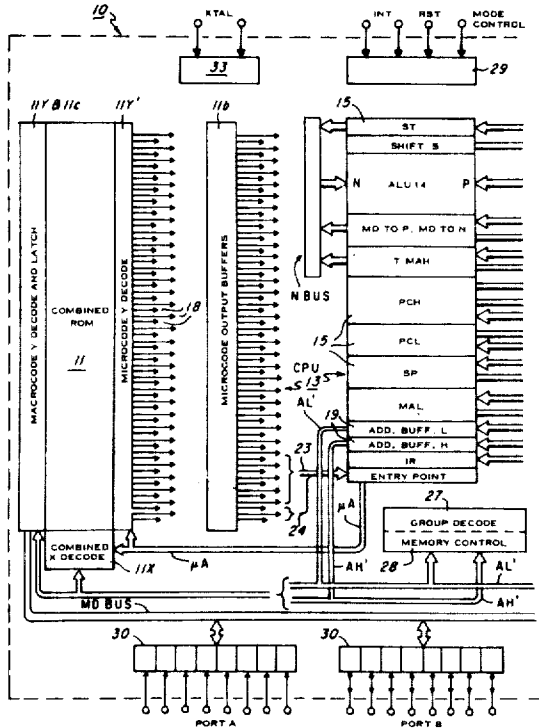 10
XTAL
INT RST MODE CONTROL
33
29
11Y B 11c 11Y'
11b
15
ST
SHIFT S
N ALU14 P
MD TO P, MD TO N
T MAH
N BUS
PCH
15
PCL
CPU
SP
S 13
MAL
AL'
19
ADD, BUFF, L
ADD, BUFF, H
IR
ENTRY POINT
23
24
MACROCODE Y DECODE AND LATCH
COMBINED ROM
11
MICROCODE Y DECODE
18
MICROCODE OUTPUT BUFFERS
μA
27
GROUP DECODE
MEMORY CONTROL
28
COMBINED X DECODE
11X
μA
AH'
AL'
AH'
MD BUS
30
30
PORT A
PORT B